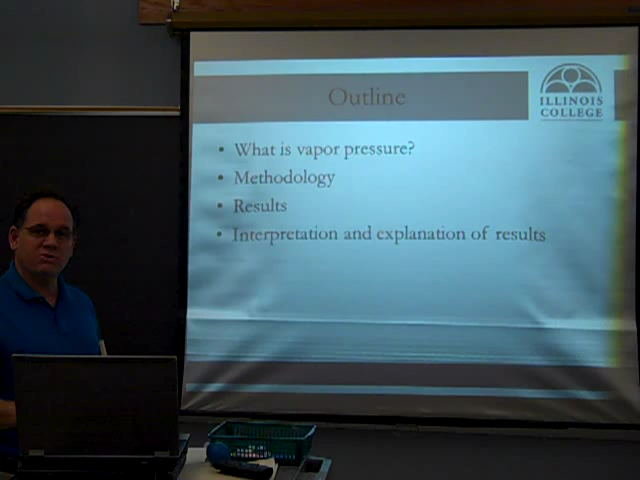 Outline
ILLINOIS
COLLEGE
• What is vapor pressure?
• Methodology
• Results
• Interpretation and explanation of results